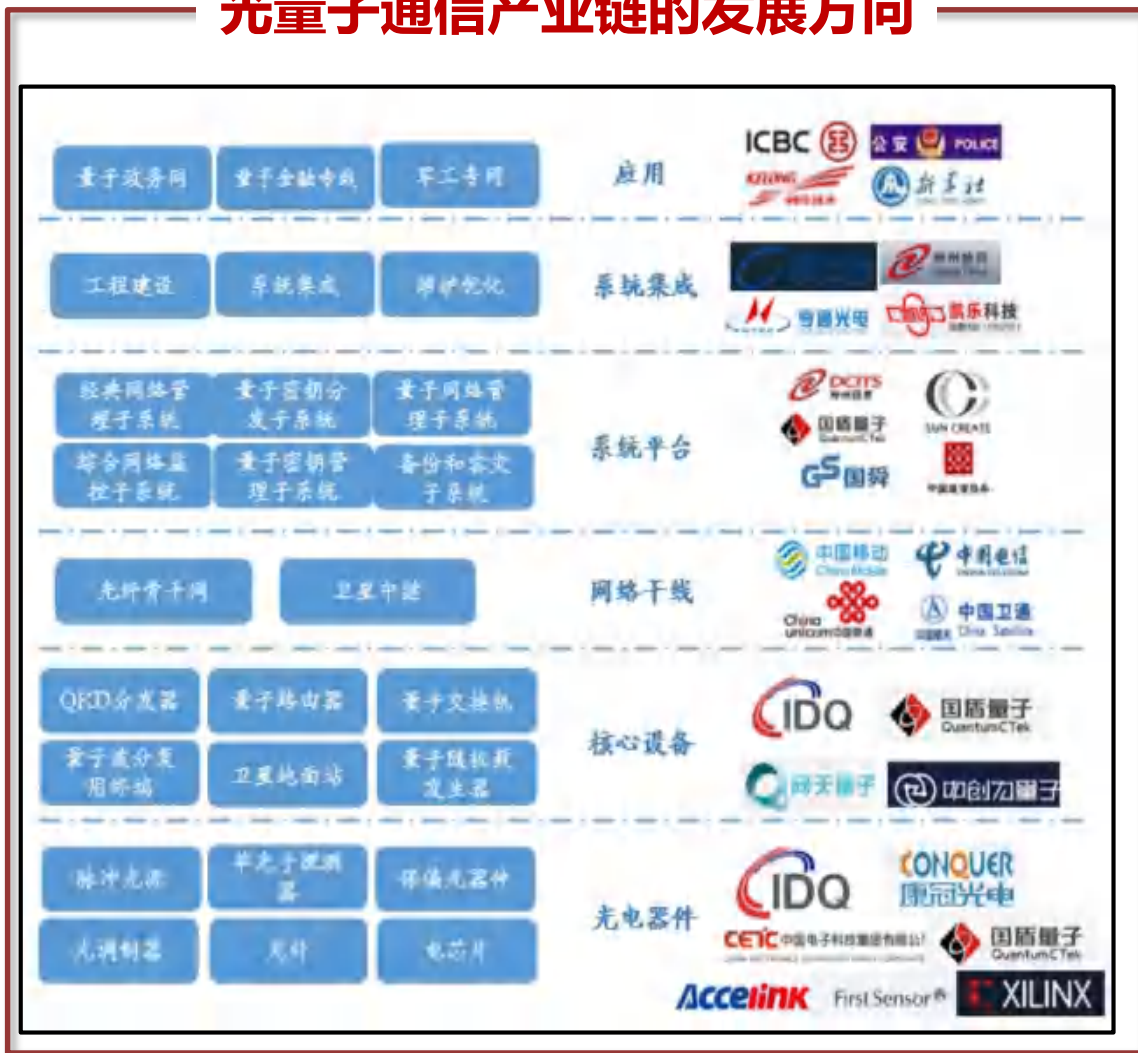 光量子通信产业链的发展方向
量子政务网
量子金融专线
军工专网
应用
ICBC
公安
POLICE
新华社
工程建设
系统集成
维护优化
系统集成
神州数码
亨通光电
凯乐科技
经典网络管
理子系统
量子密钥分
发子系统
量子网络管
理子系统
综合网络监
控子系统
量子密钥管
理子系统
备份和容灾
子系统
系统平台
DCITS
神州信息
SUN CREATE
国盾量子
QuantumCTek
GS国舜
光纤骨干网
卫星中继
网络干线
中国移动
China Mobile
中国电信
CHINA TELECOM
China
unicom中国联通
中国卫通
China Satellite
QKD分发器
量子路由器
量子交换机
量子波分复
用终端
卫星地面站
量子随机数
发生器
核心设备
IDQ
国盾量子
QuantumCTek
问天量子
中创为量子
脉冲光源
单光子探测
器
保偏光器件
光调制器
光纤
电芯片
光电器件
IDQ
CONQUER
康冠光电
CETC 中国电子科技集团有限公司
国盾量子
QuantumCTek
Accelink
First Sensor
XILINX